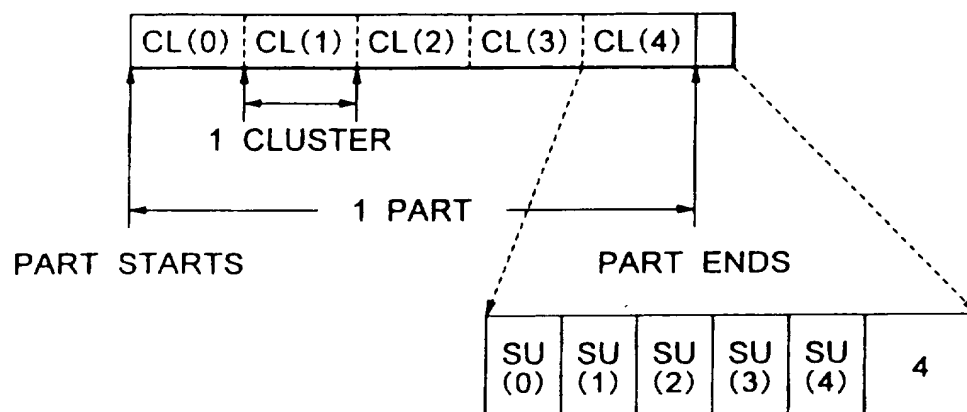 CL(0) CL(1) CL(2) CL(3) CL(4)
1 CLUSTER
1 PART
PART STARTS PART ENDS
SU SU SU SU SU
(0) (1) (2) (3) (4) 4